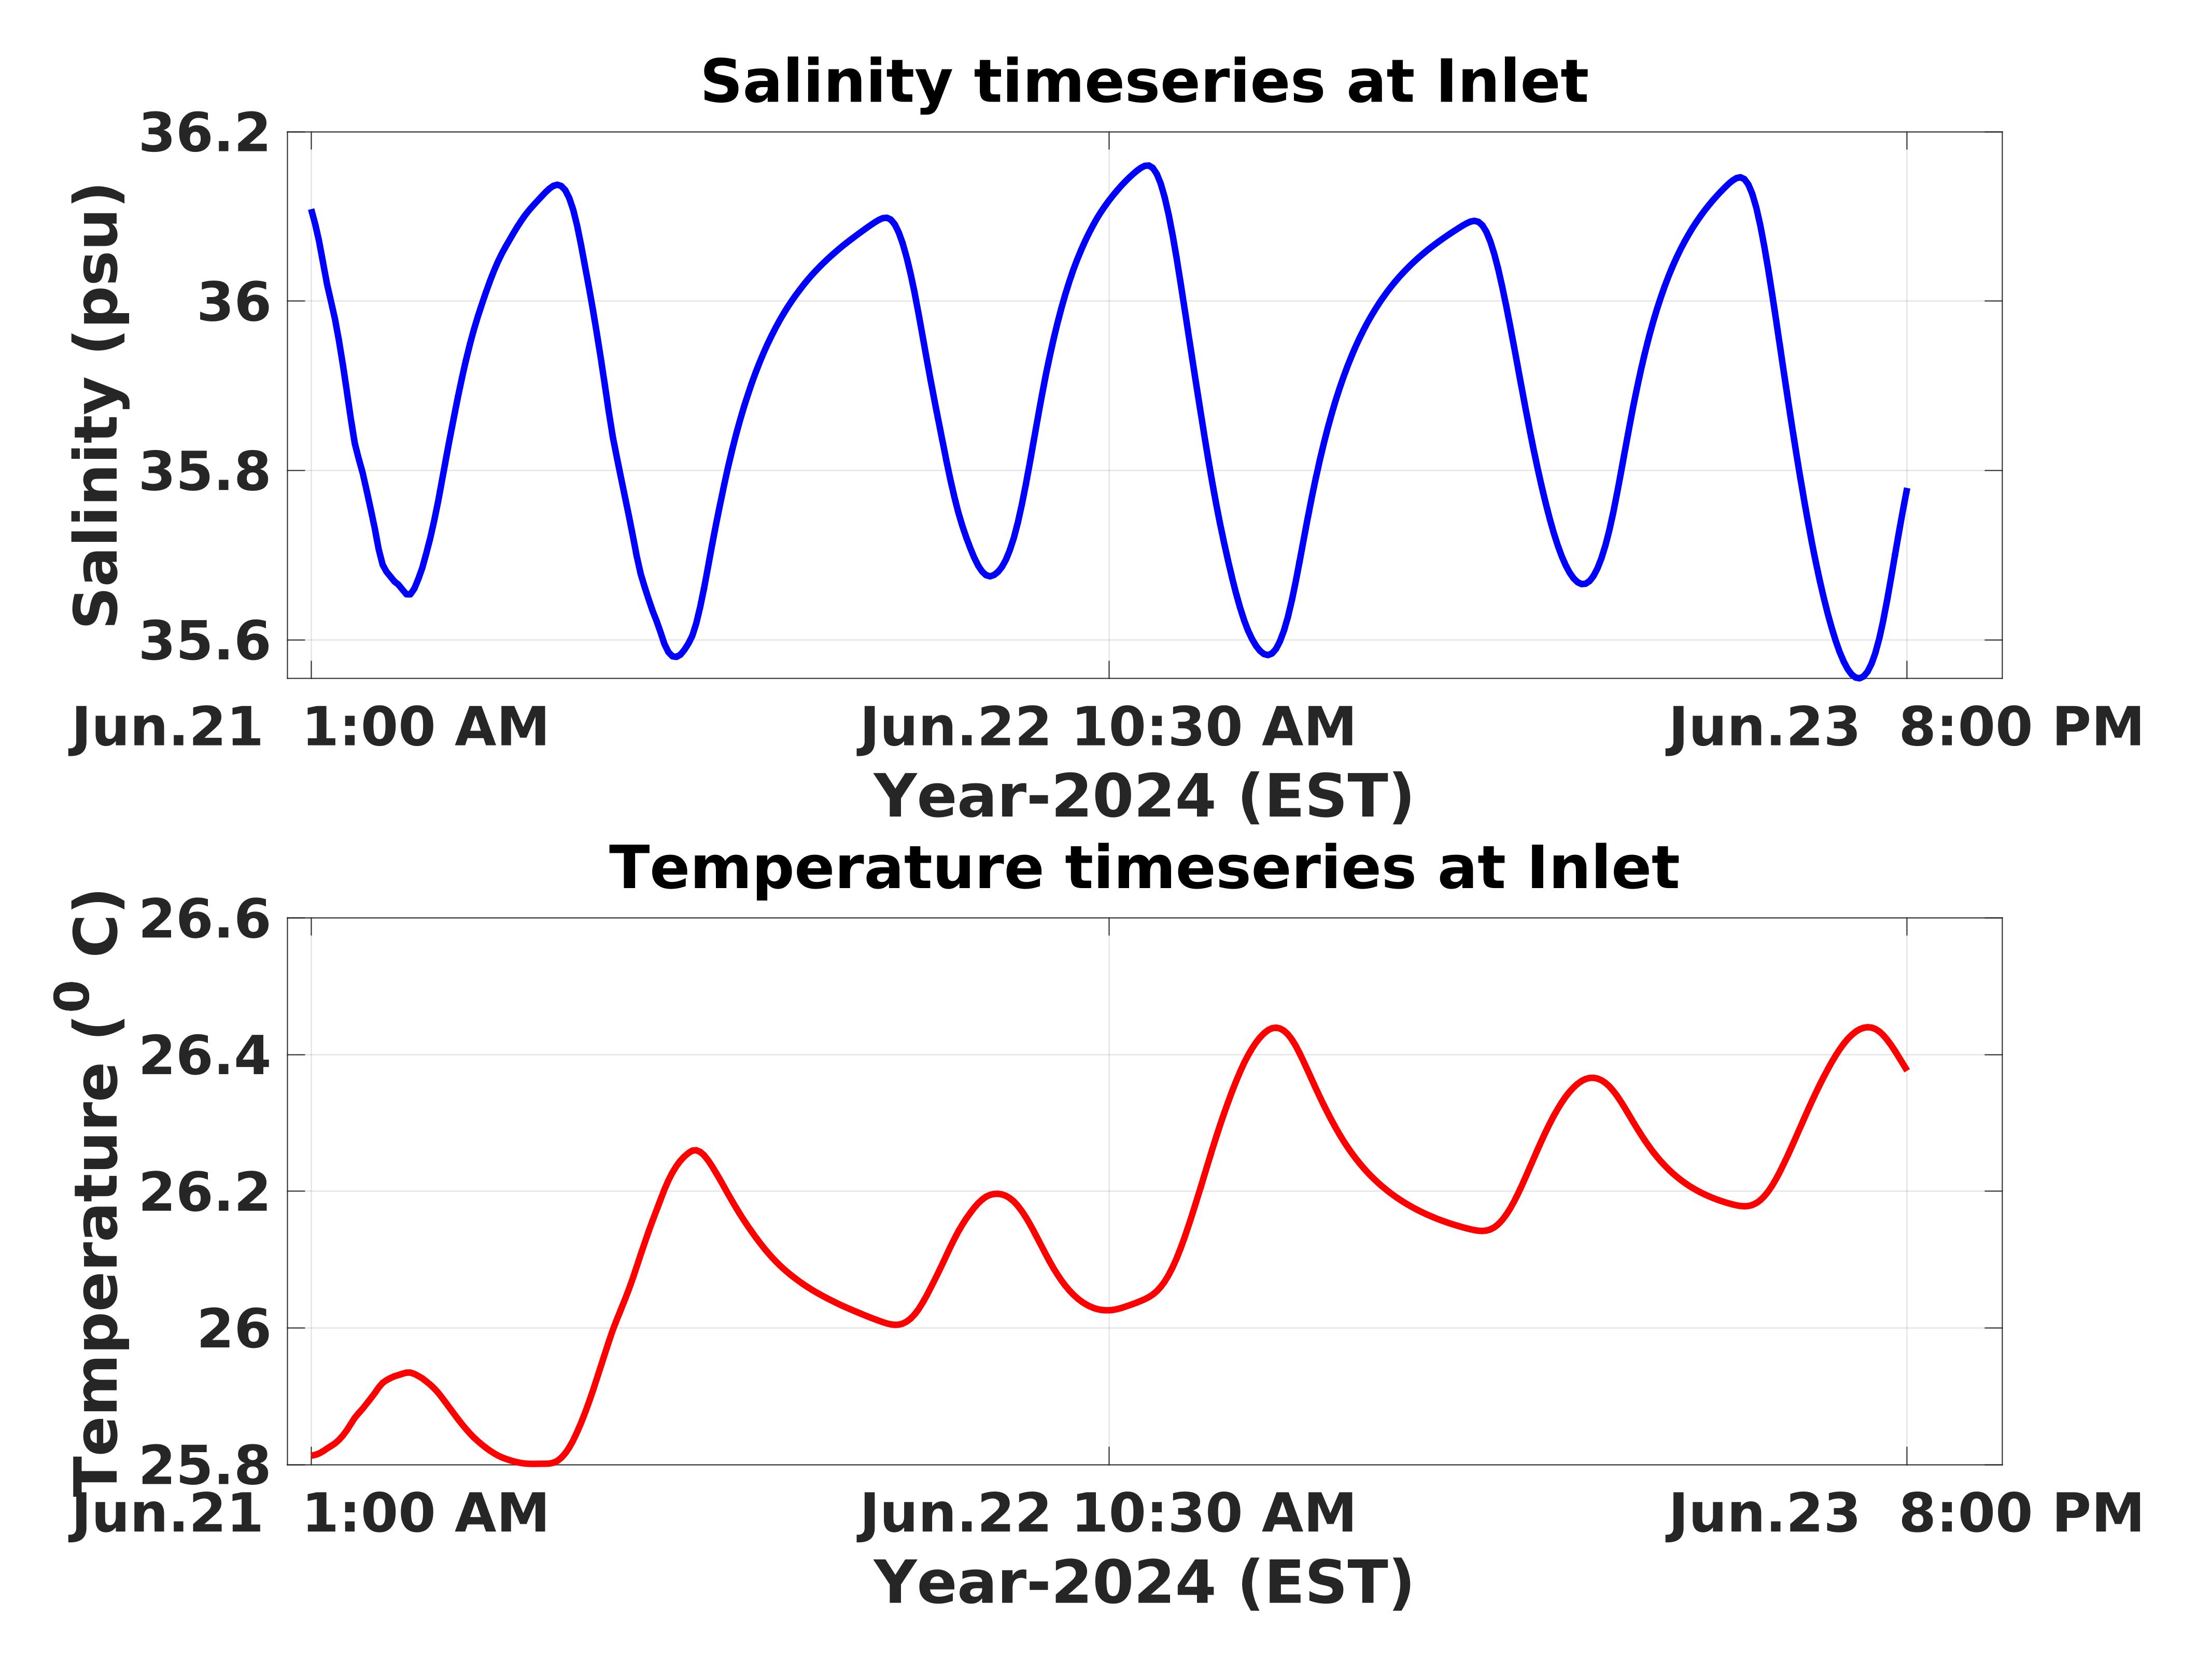 Salinity timeseries at Inlet
Salinity (psu)
36.2
36
35.8
35.6
Jun.21 1:00 AM
Jun.22 10:30 AM
Jun.23 8:00 PM
Year-2024 (EST)
Temperature timeseries at Inlet
Temperature (⁰ C)
26.6
26.4
26.2
26
25.8
Jun.21 1:00 AM
Jun.22 10:30 AM
Jun.23 8:00 PM
Year-2024 (EST)